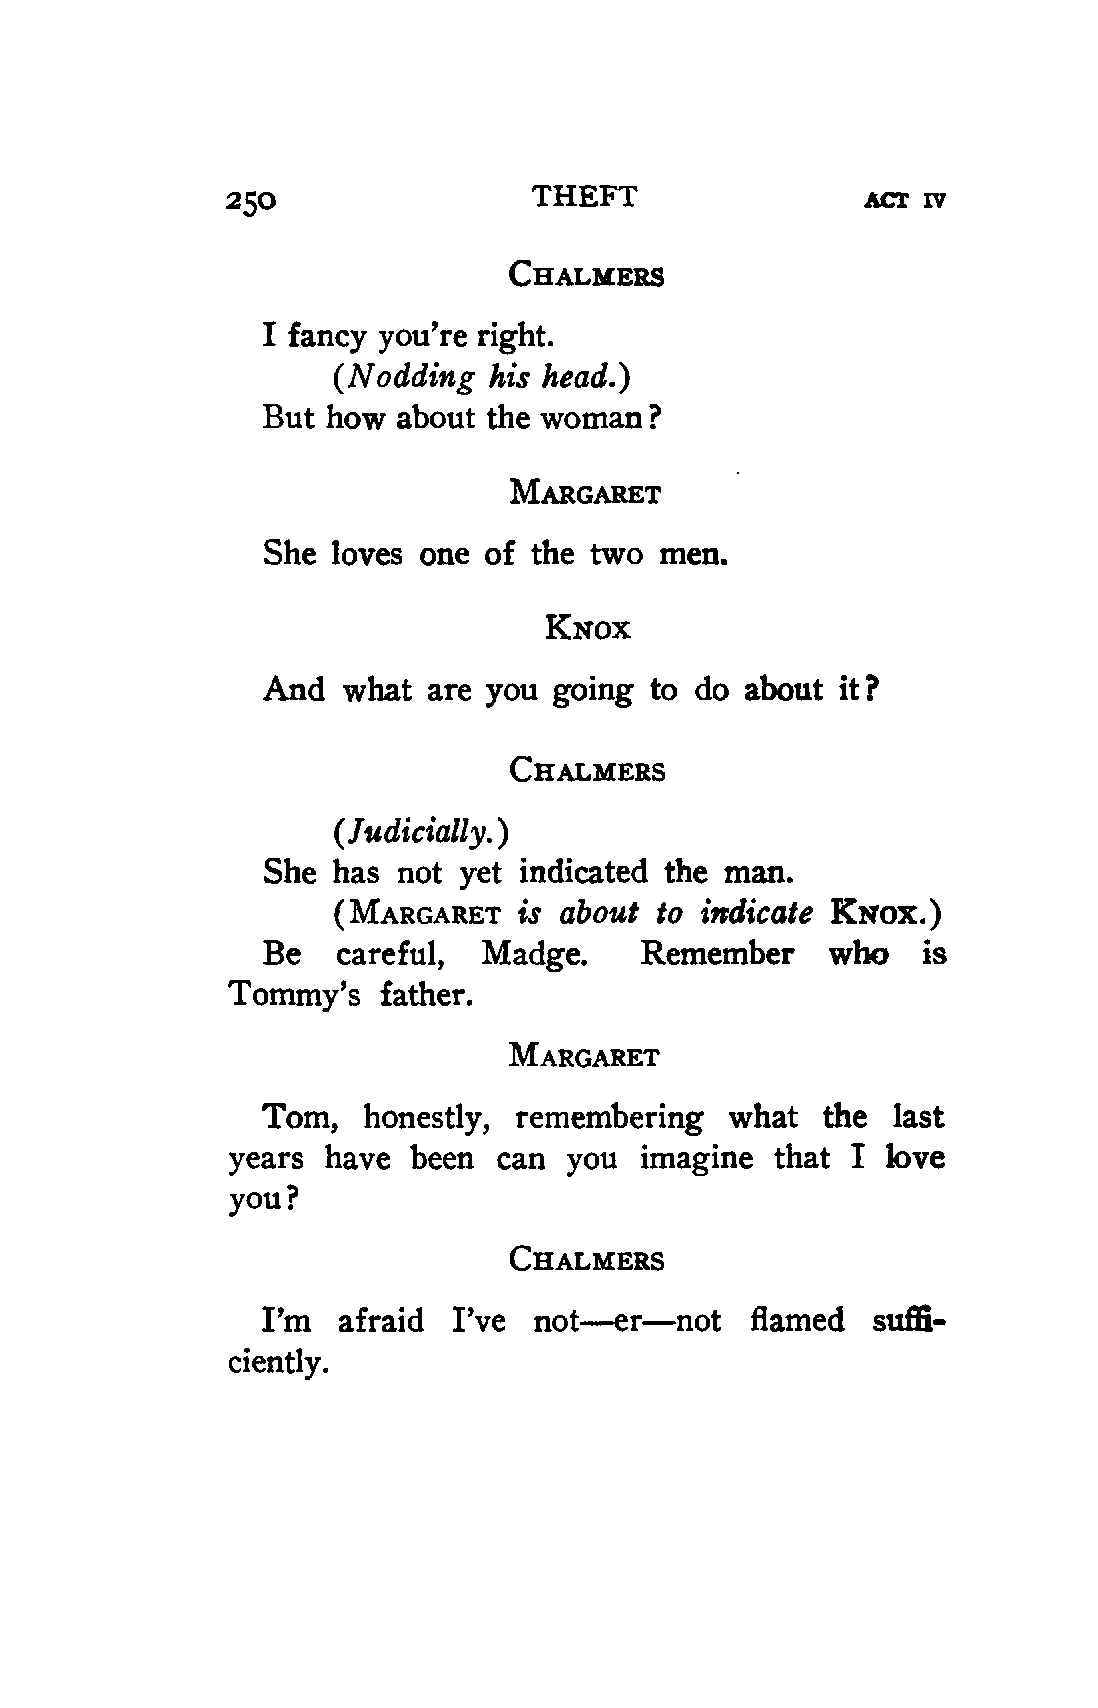 250 THEFT ACT IV
CHALMERS
I fancy you're right.
(Nodding his head.)
But how about the woman?
MARGARET
She loves one of the two men.
KNOX
And what are you going to do about it?
CHALMERS
(Judicially.)
She has not yet indicated the man.
(MARGARET is about to indicate KNOX.)
Be careful, Madge. Remember who is
Tommy's father.
MARGARET
Tom, honestly, remembering what the last
years have been can you imagine that I love
you?
CHALMERS
I'm afraid I've not—er—not flamed suffi-
ciently.